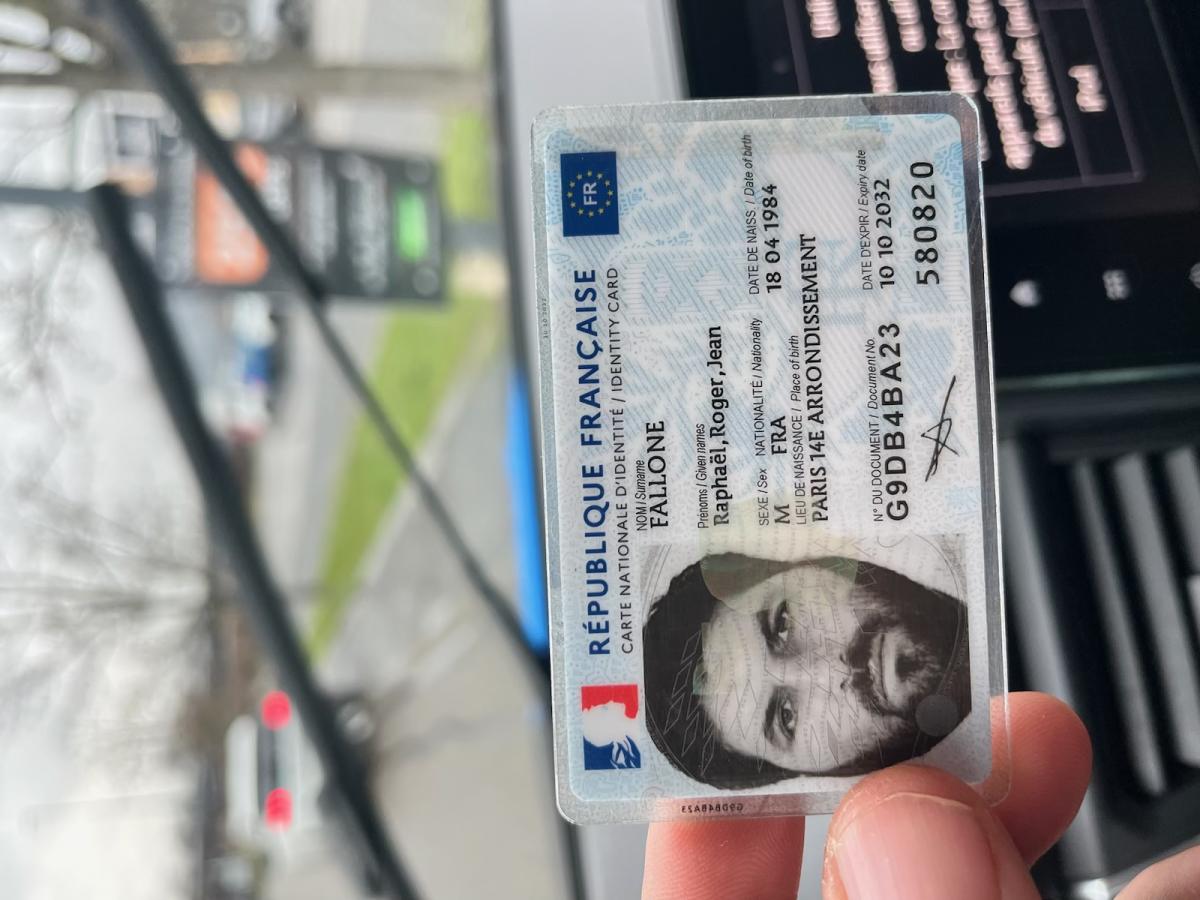 FR
RÉPUBLIQUE FRANÇAISE
CARTE NATIONALE D'IDENTITÉ / IDENTITY CARD
NOM / Surname
FALLONE
Prénoms / Given names
Raphaël, Roger, Jean
SEXE / Sex NATIONALITÉ / Nationality DATE DE NAISS. / Date of birth
M FRA 18 04 1984
LIEU DE NAISSANCE / Place of birth
PARIS 14E ARRONDISSEMENT
N° DU DOCUMENT / Document No. DATE D'EXPIR. / Expiry date
G9DB4BA23 10 10 2032
580820
G9DB4BA23